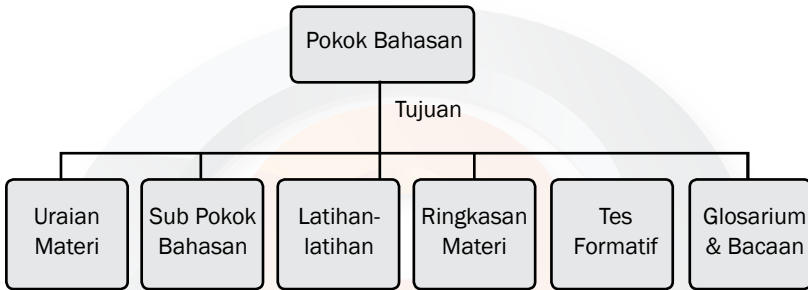 Pokok Bahasan
Tujuan
Uraian
Materi
Sub Pokok
Bahasan
Latihan-
latihan
Ringkasan
Materi
Tes
Formatif
Glosarium
& Bacaan